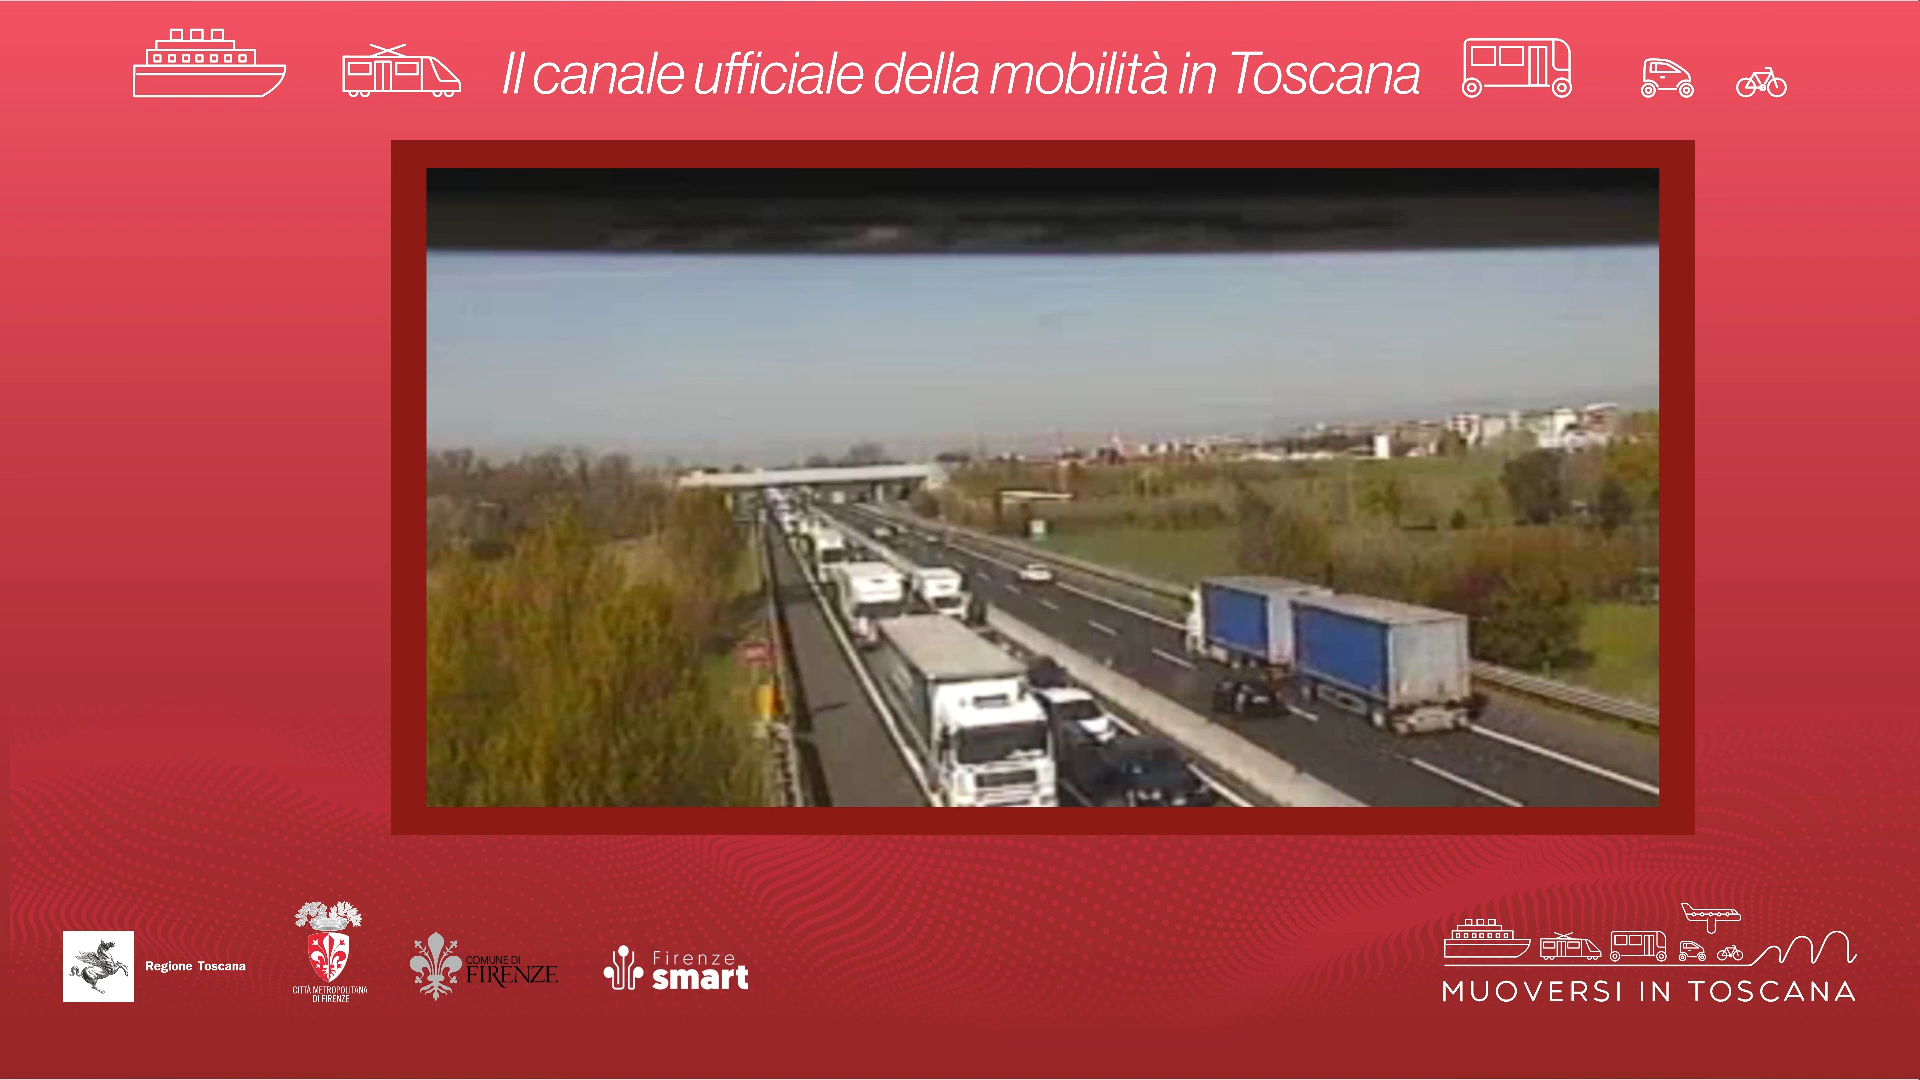 Il canale ufficiale della mobilità in Toscana
Regione Toscana
CITTÀ METROPOLITANA
DI FIRENZE
COMUNE DI
FIRENZE
Firenze
smart
MUOVERSI IN TOSCANA